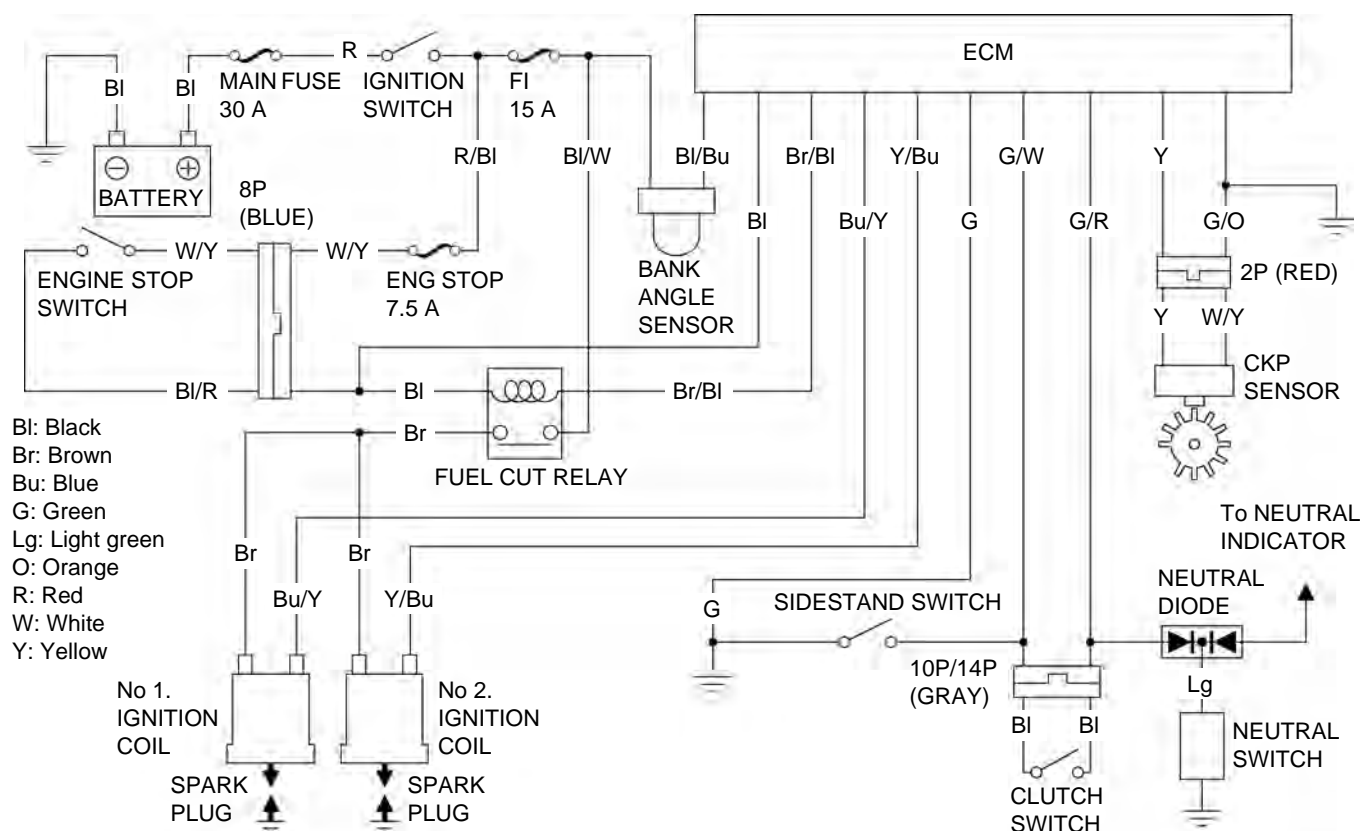 ECM
R
MAIN FUSE
30 A
IGNITION
SWITCH
FI
15 A
Bl
Bl
R/Bl
Bl/W
Bl/Bu
Br/Bl
Y/Bu
G/W
Y
BATTERY
8P
(BLUE)
Bl
Bu/Y
G
G/R
G/O
W/Y
W/Y
ENGINE STOP
SWITCH
ENG STOP
7.5 A
BANK
ANGLE
SENSOR
2P (RED)
Y
W/Y
CKP
SENSOR
Bl/R
Bl
Br/Bl
Br
FUEL CUT RELAY
Bl: Black
Br: Brown
Bu: Blue
G: Green
Lg: Light green
O: Orange
R: Red
W: White
Y: Yellow
Br
Bu/Y
Br
Y/Bu
G
SIDESTAND SWITCH
To NEUTRAL
INDICATOR
NEUTRAL
DIODE
10P/14P
(GRAY)
Lg
Bl
Bl
NEUTRAL
SWITCH
CLUTCH
SWITCH
No 1.
IGNITION
COIL
No 2.
IGNITION
COIL
SPARK
PLUG
SPARK
PLUG